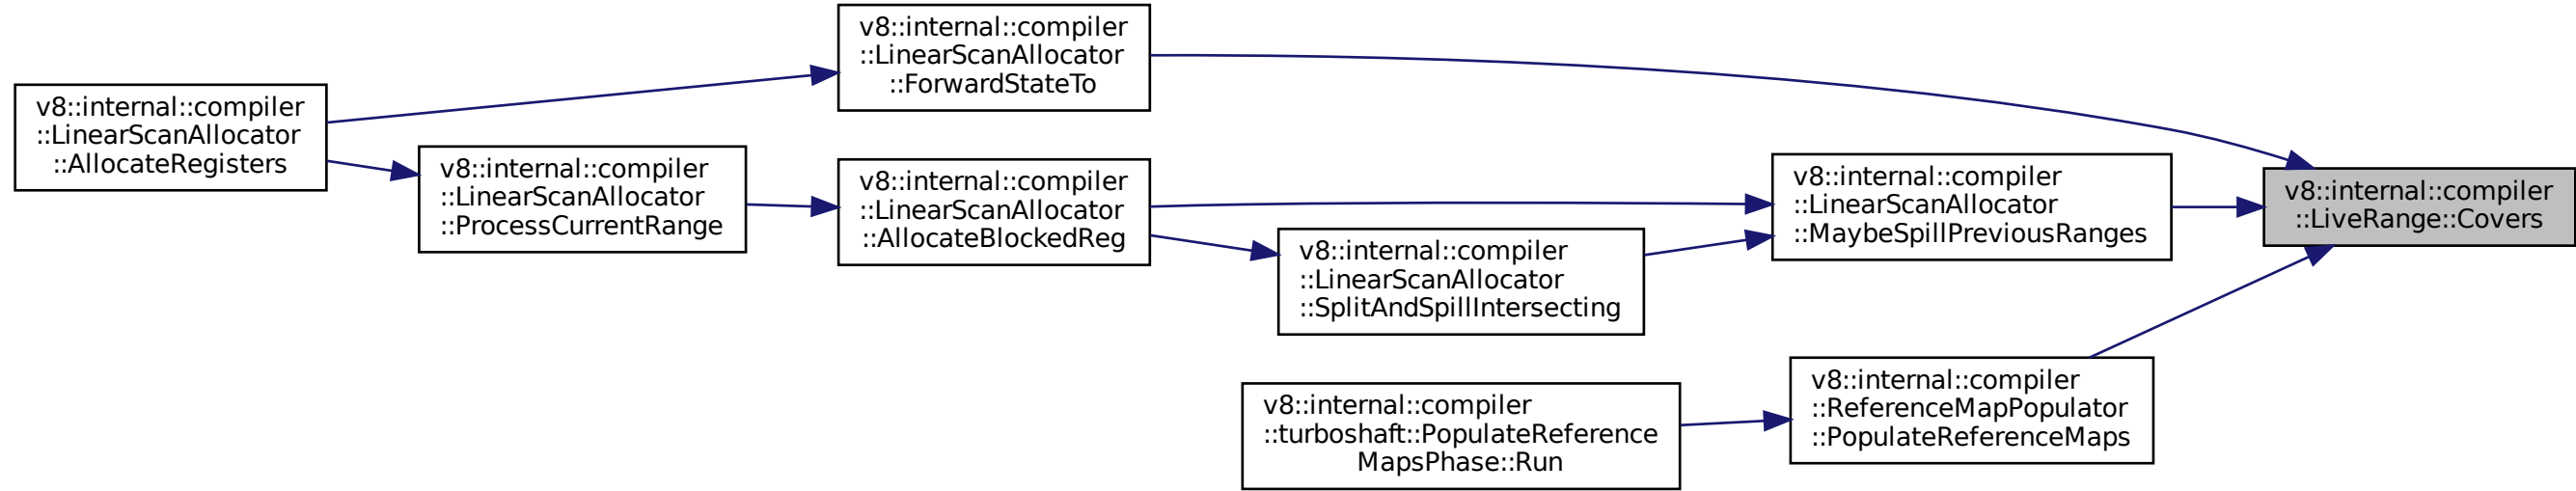 v8::internal::compiler
::LinearScanAllocator
::AllocateRegisters
v8::internal::compiler
::LinearScanAllocator
::ForwardStateTo
v8::internal::compiler
::LinearScanAllocator
::ProcessCurrentRange
v8::internal::compiler
::LinearScanAllocator
::AllocateBlockedReg
v8::internal::compiler
::LinearScanAllocator
::SplitAndSpillIntersecting
v8::internal::compiler
::LinearScanAllocator
::MaybeSpillPreviousRanges
v8::internal::compiler
::LiveRange::Covers
v8::internal::compiler
::turboshaft::PopulateReference
MapsPhase::Run
v8::internal::compiler
::ReferenceMapPopulator
::PopulateReferenceMaps